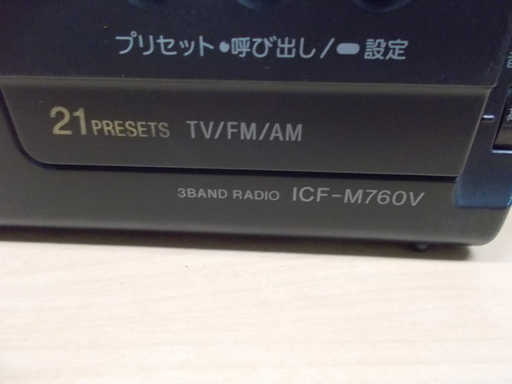 プリセット •呼び出し/⬬設定
21 PRESETS TV/FM/AM
3BAND RADIO ICF-M760V